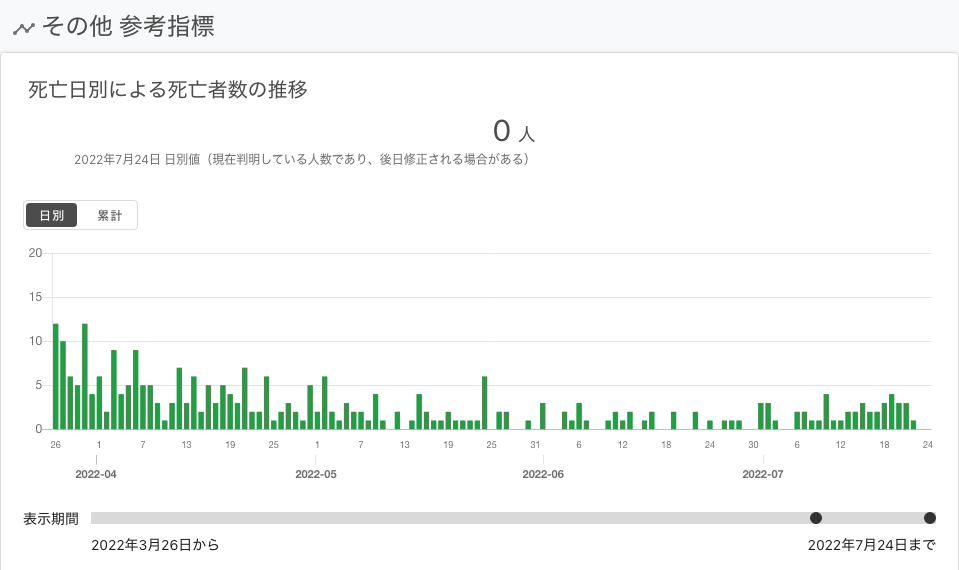 その他 参考指標
死亡日別による死亡者数の推移
0 人
2022年7月24日 日別値（現在判明している人数であり、後日修正される場合がある）
日別 累計
20
15
10
5
0
26 1 7 13 19 25 1 7 13 19 25 31 6 12 18 24 30 6 12 18 24
2022-04 2022-05 2022-06 2022-07
表示期間
2022年3月26日から 2022年7月24日まで